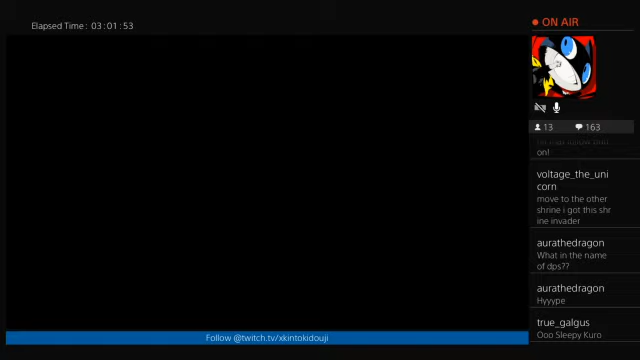 Elapsed Time : 03:01:53
ON AIR
13 163
on!
voltage_the_uni
corn
move to the other
shrine i got this shr
ine invader
aurathedragon
What in the name
of dps??
aurathedragon
Hyyype
true_galgus
Ooo Sleepy Kuro
Follow @twitch.tv/xkintokidouji